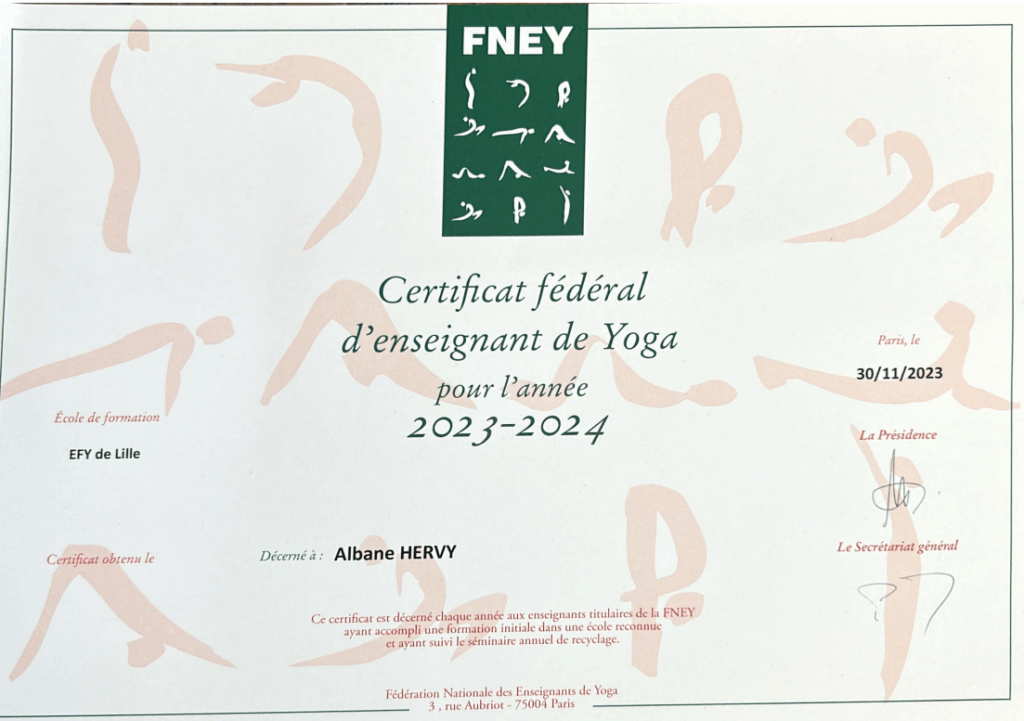 FNEY
Certificat fédéral
d'enseignant de Yoga
pour l'année
2023-2024
Paris, le
30/11/2023
École de formation
EFY de Lille
La Présidence
Certificat obtenu le
Décerné à : Albane HERVY
Le Secrétariat général
Ce certificat est décerné chaque année aux enseignants titulaires de la FNEY
ayant accompli une formation initiale dans une école reconnue
et ayant suivi le séminaire annuel de recyclage.
Fédération Nationale des Enseignants de Yoga
3 , rue Aubriot - 75004 Paris